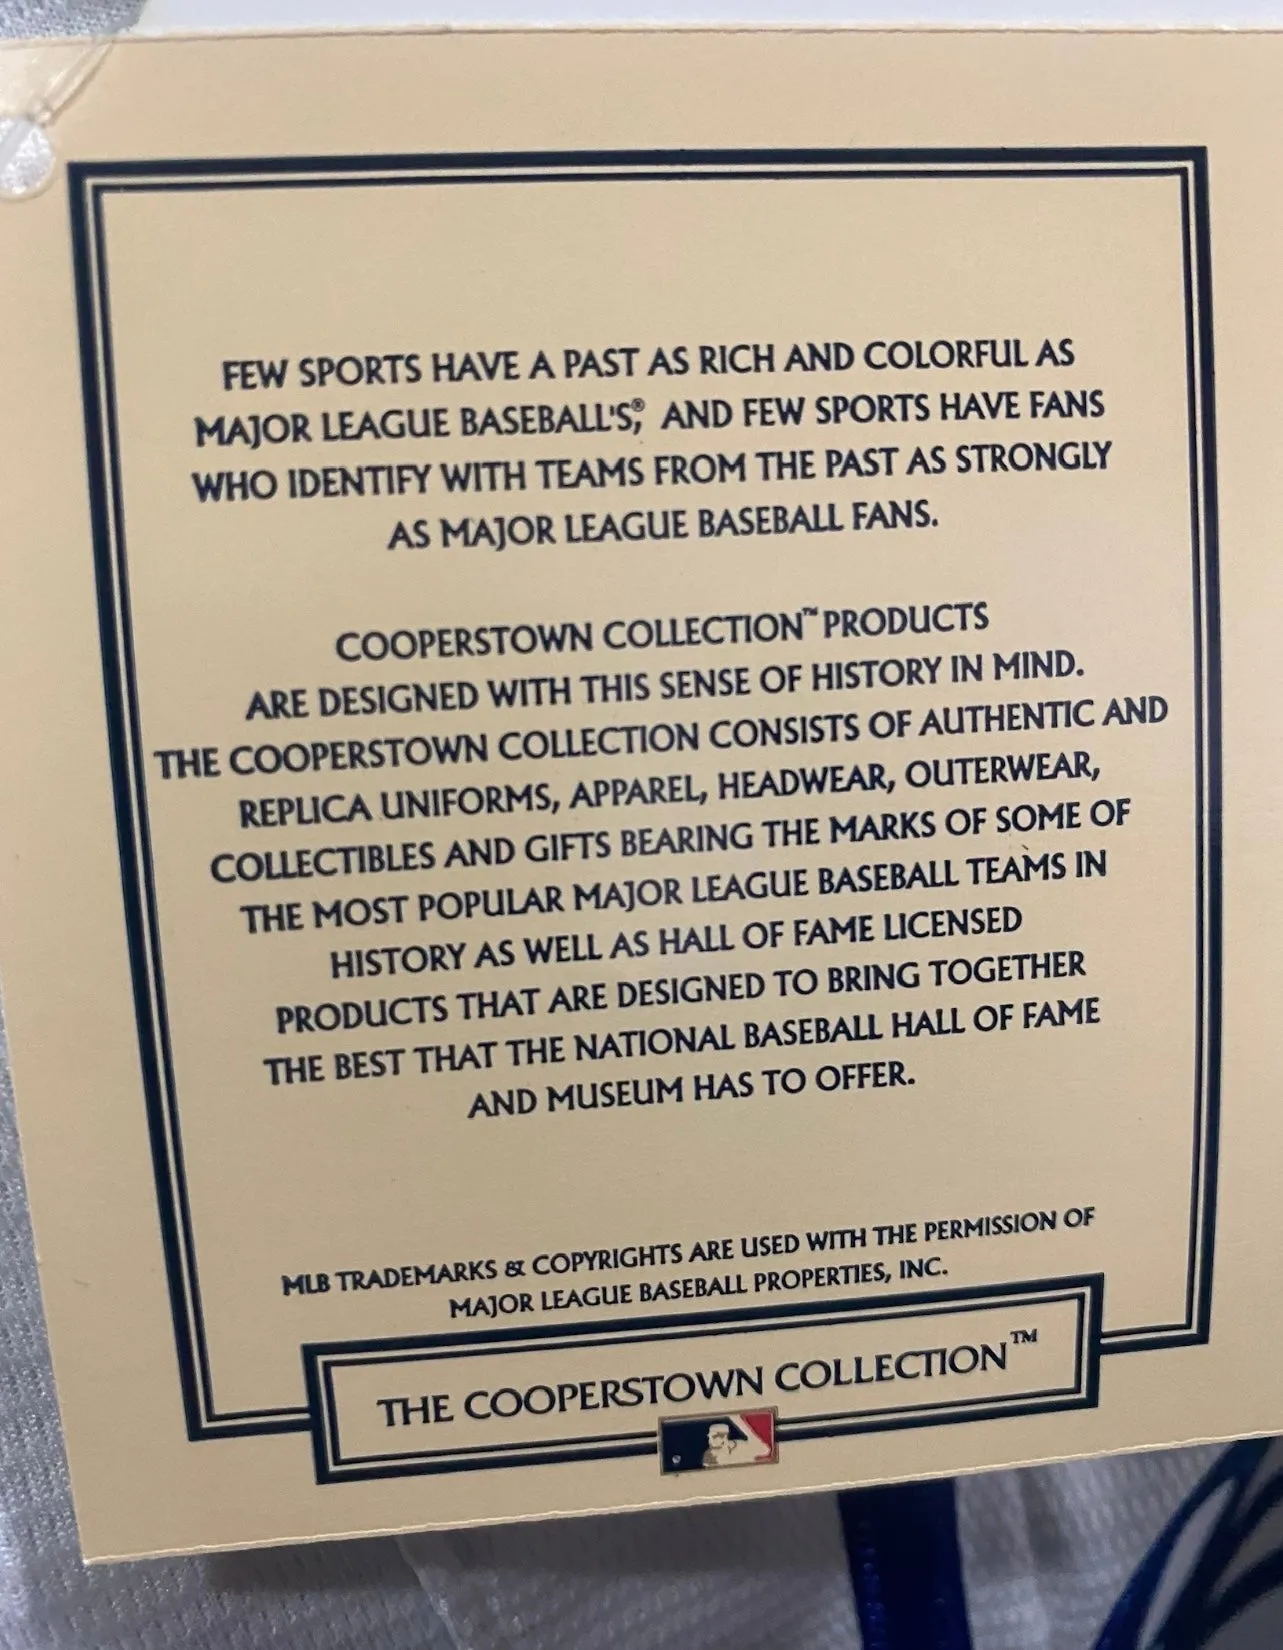 FEW SPORTS HAVE A PAST AS RICH AND COLORFUL AS
MAJOR LEAGUE BASEBALL'S,® AND FEW SPORTS HAVE FANS
WHO IDENTIFY WITH TEAMS FROM THE PAST AS STRONGLY
AS MAJOR LEAGUE BASEBALL FANS.
COOPERSTOWN COLLECTION™ PRODUCTS
ARE DESIGNED WITH THIS SENSE OF HISTORY IN MIND.
THE COOPERSTOWN COLLECTION CONSISTS OF AUTHENTIC AND
REPLICA UNIFORMS, APPAREL, HEADWEAR, OUTERWEAR,
COLLECTIBLES AND GIFTS BEARING THE MARKS OF SOME OF
THE MOST POPULAR MAJOR LEAGUE BASEBALL TEAMS IN
HISTORY AS WELL AS HALL OF FAME LICENSED
PRODUCTS THAT ARE DESIGNED TO BRING TOGETHER
THE BEST THAT THE NATIONAL BASEBALL HALL OF FAME
AND MUSEUM HAS TO OFFER.
MLB TRADEMARKS & COPYRIGHTS ARE USED WITH THE PERMISSION OF
MAJOR LEAGUE BASEBALL PROPERTIES, INC.
THE COOPERSTOWN COLLECTION™